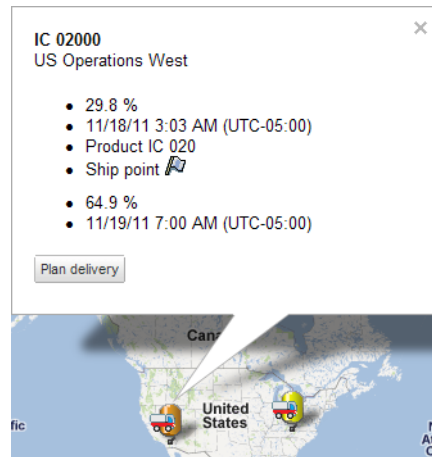 IC 02000
US Operations West
29.8 %
11/18/11 3:03 AM (UTC-05:00)
Product IC 020
Ship point
64.9 %
11/19/11 7:00 AM (UTC-05:00)
Plan delivery
Cana
United
States
fic
N
At
O